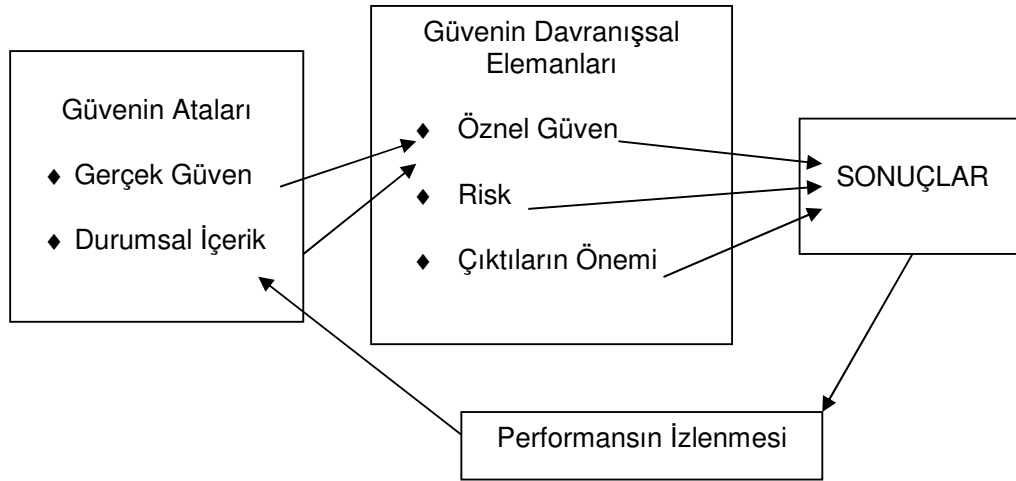 Güvenin Ataları
♦ Gerçek Güven
♦ Durumsal İçerik
Güvenin Davranışsal
Elemanları
♦ Öznel Güven
♦ Risk
♦ Çıktıların Önemi
SONUÇLAR
Performansın İzlenmesi